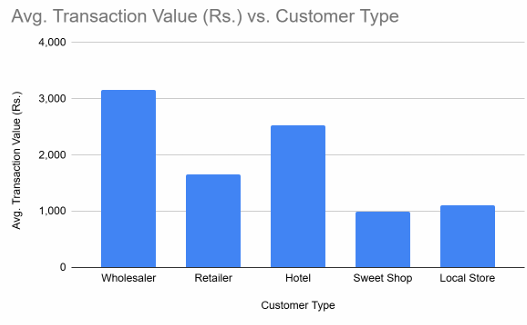 Avg. Transaction Value (Rs.) vs. Customer Type
Avg. Transaction Value (Rs.)
4,000
3,000
2,000
1,000
0
Wholesaler Retailer Hotel Sweet Shop Local Store
Customer Type